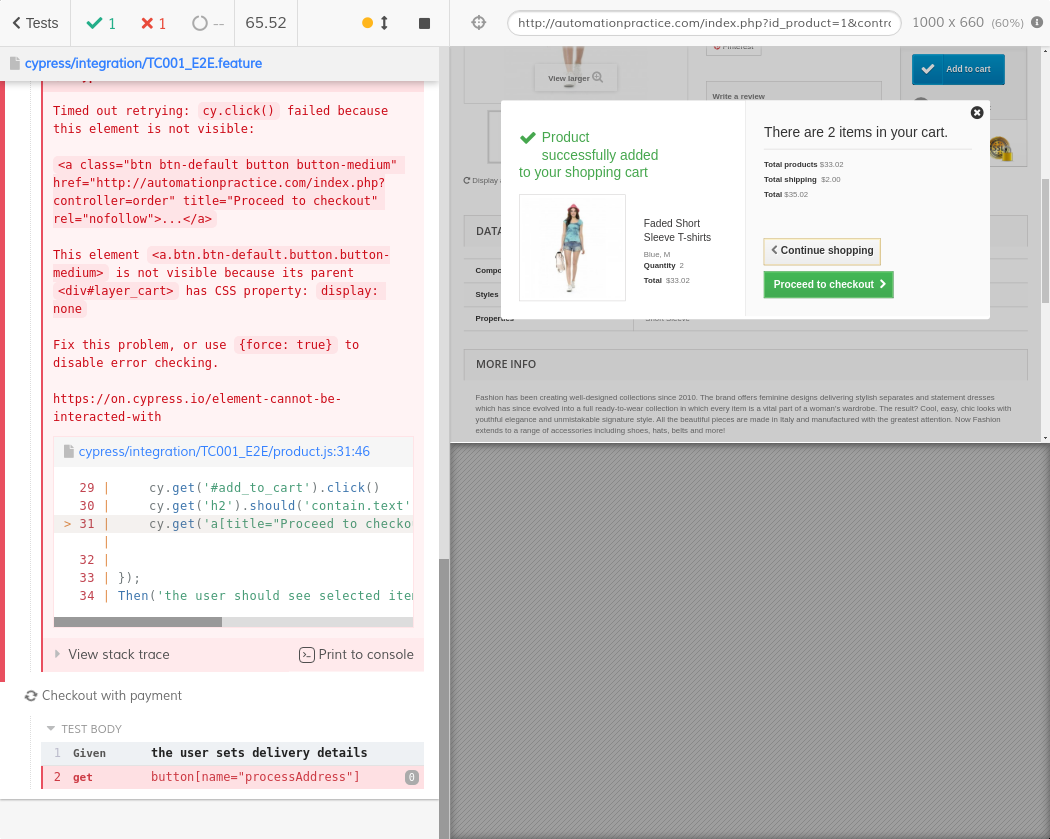 Tests
1
1
--
65.52
http://automationpractice.com/index.php?id_product=1&contro
1000 x 660 (60%)
cypress/integration/TC001_E2E.feature
Timed out retrying: cy.click() failed because
this element is not visible:
<a class="btn btn-default button button-medium"
href="http://automationpractice.com/index.php?
controller=order" title="Proceed to checkout"
rel="nofollow">...</a>
This element <a.btn.btn-default.button.button-
medium> is not visible because its parent
<div#layer_cart> has CSS property: display:
none
Fix this problem, or use {force: true} to
disable error checking.
https://on.cypress.io/element-cannot-be-
interacted-with
cypress/integration/TC001_E2E/product.js:31:46
29 | cy.get('#add_to_cart').click()
30 | cy.get('h2').should('contain.text'
> 31 | cy.get('a[title="Proceed to checko
|
32 |
33 | });
34 | Then('the user should see selected ite
View stack trace
Print to console
Checkout with payment
TEST BODY
1 Given the user sets delivery details
2 get button[name="processAddress"] 0
Pinterest
View larger
Add to cart
Write a review
Product
successfully added
to your shopping cart
There are 2 items in your cart.
Total products $33.02
Total shipping $2.00
Total $35.02
Faded Short
Sleeve T-shirts
Blue, M
Quantity 2
Total $33.02
Continue shopping
Proceed to checkout
Display
DATA
Compo
Styles
Properties
Short Sleeve
MORE INFO
Fashion has been creating well-designed collections since 2010. The brand offers feminine designs delivering stylish separates and statement dresses
which has since evolved into a full ready-to-wear collection in which every item is a vital part of a woman's wardrobe. The result? Cool, easy, chic looks with
youthful elegance and unmistakable signature style. All the beautiful pieces are made in Italy and manufactured with the greatest attention. Now Fashion
extends to a range of accessories including shoes, hats, belts and more!